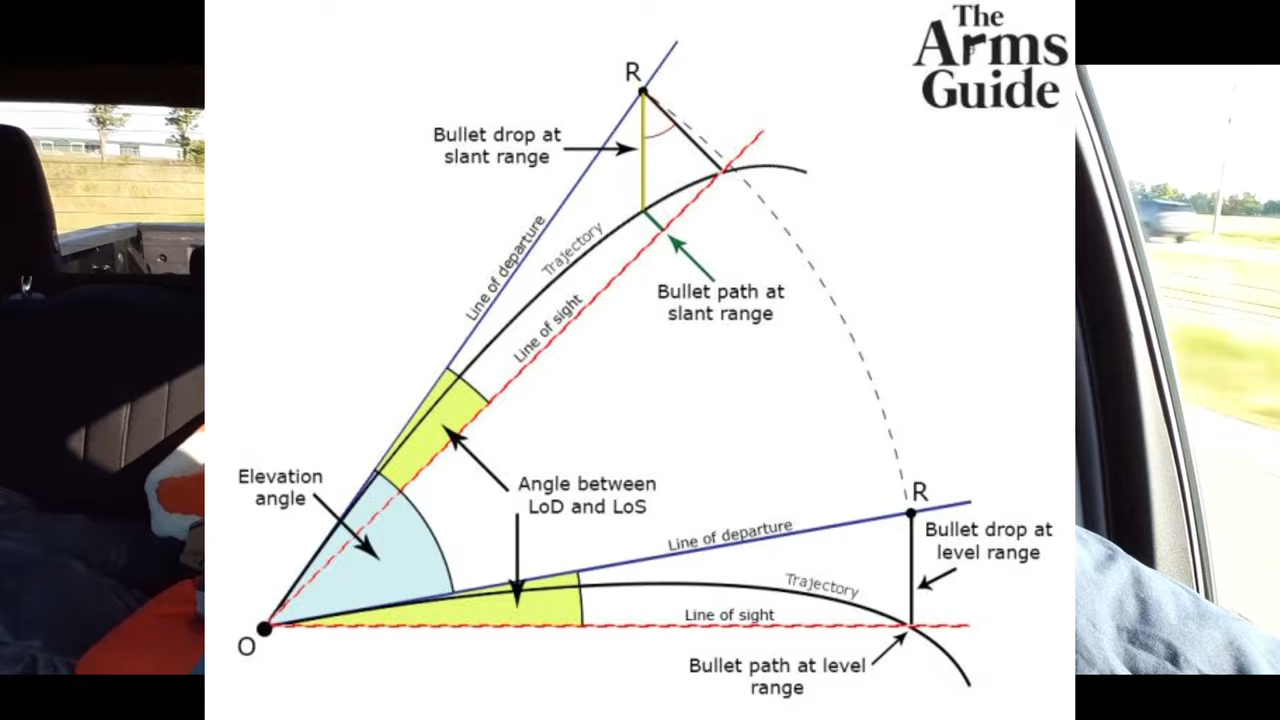 The
Arms
Guide
R
Bullet drop at
slant range
Line of departure
Trajectory
Line of sight
Bullet path at
slant range
Elevation
angle
Angle between
LoD and LoS
R
Line of departure
Bullet drop at
level range
Trajectory
Line of sight
O
Bullet path at level
range